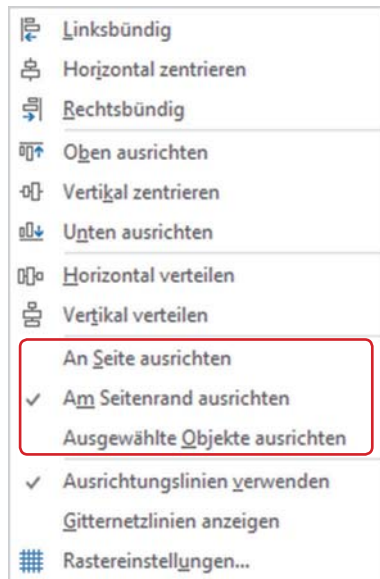 Linksbündig
Horizontal zentrieren
Rechtsbündig
Oben ausrichten
Vertikal zentrieren
Unten ausrichten
Horizontal verteilen
Vertikal verteilen
An Seite ausrichten
Am Seitenrand ausrichten
Ausgewählte Objekte ausrichten
Ausrichtungslinien verwenden
Gitternetzlinien anzeigen
Rastereinstellungen...